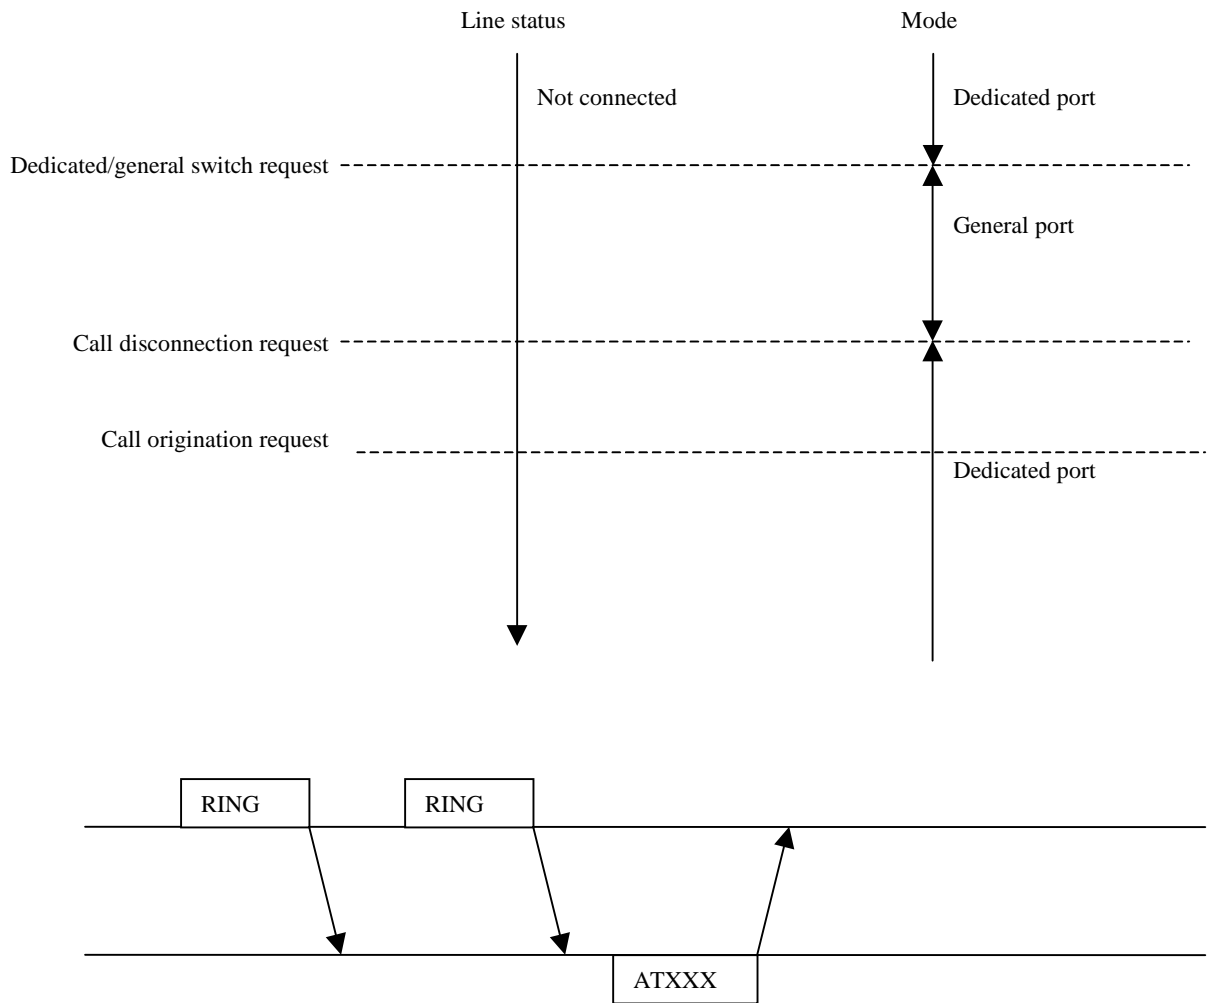 Line status
Mode
Not connected
Dedicated port
Dedicated/general switch request
General port
Call disconnection request
Call origination request
Dedicated port
RING
RING
ATXXX